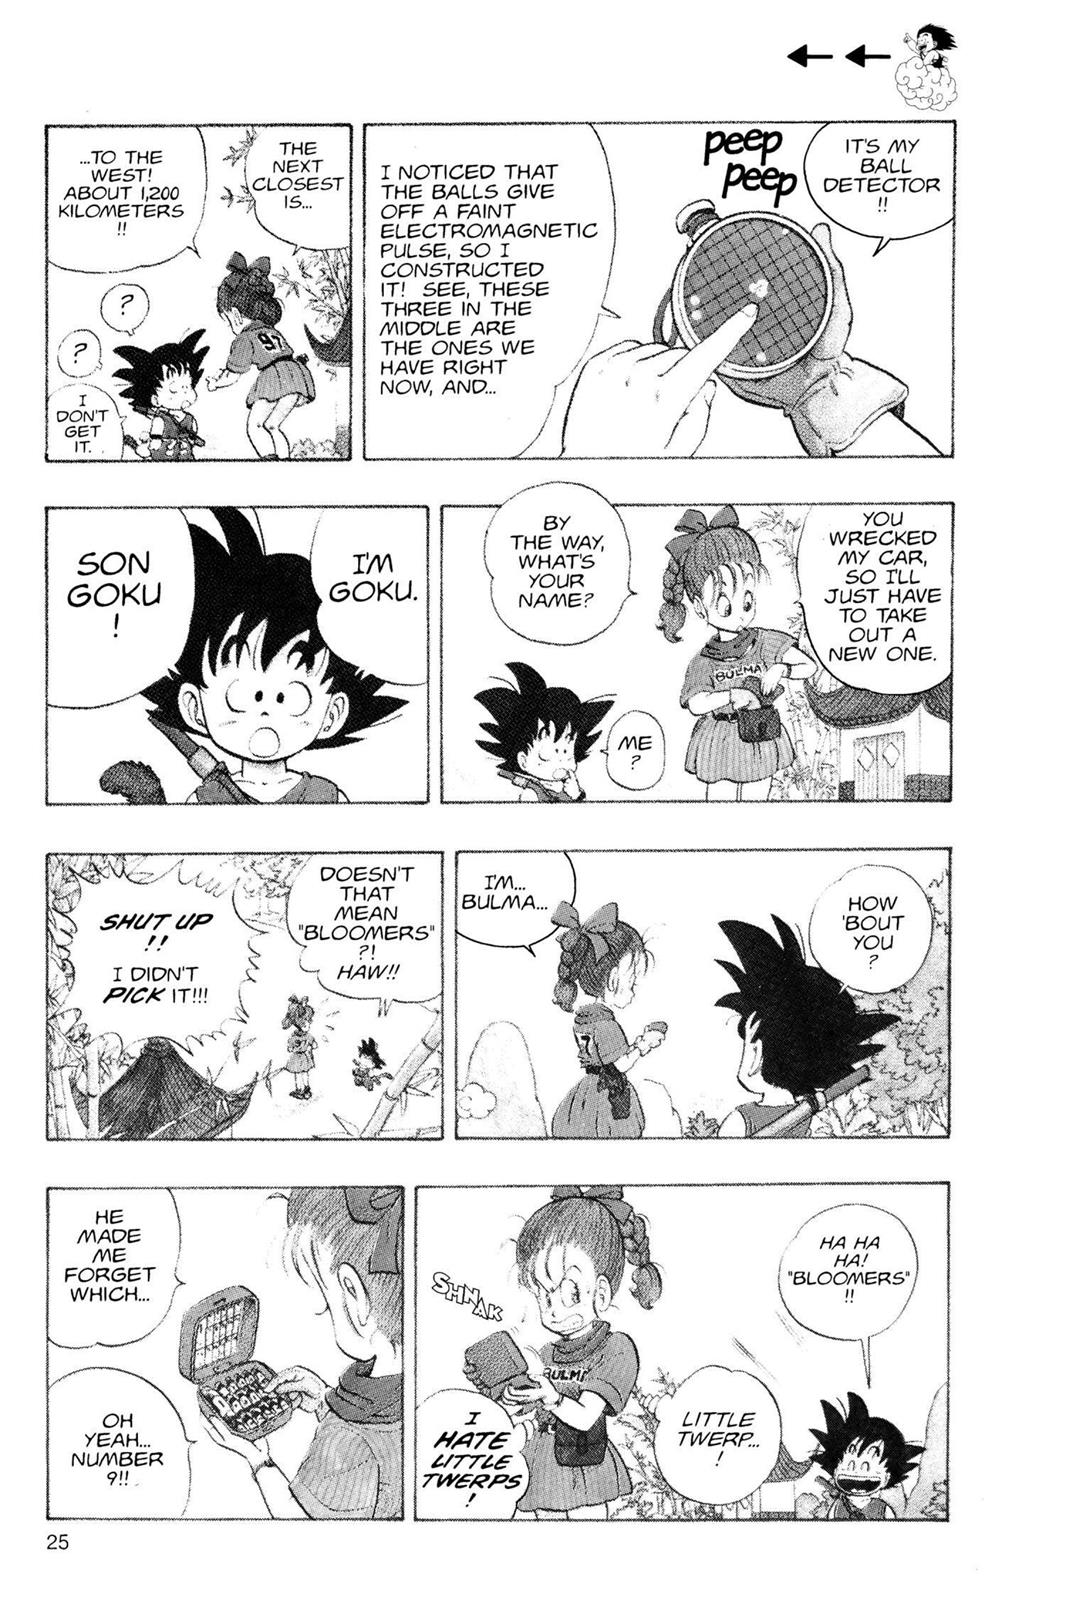 IT'S MY
BALL
DETECTOR
!!
peep
peep
I NOTICED THAT
THE BALLS GIVE
OFF A FAINT
ELECTROMAGNETIC
PULSE, SO I
CONSTRUCTED
IT! SEE, THESE
THREE IN THE
MIDDLE ARE
THE ONES WE
HAVE RIGHT
NOW, AND...
THE
NEXT
CLOSEST
IS...
...TO THE
WEST!
ABOUT 1,200
KILOMETERS
!!
97
?
?
I
DON'T
GET
IT.
YOU
WRECKED
MY CAR,
SO I'LL
JUST HAVE
TO TAKE
OUT A
NEW ONE.
BY
THE WAY,
WHAT'S
YOUR
NAME?
BULMA
ME
?
I'M
GOKU.
SON
GOKU
!
HOW
'BOUT
YOU
?
I'M...
BULMA...
7
DOESN'T
THAT
MEAN
"BLOOMERS"
?!
HAW!!
SHUT UP
!!
I DIDN'T
PICK IT!!!
HA HA
HA!
"BLOOMERS"
!!
LITTLE
TWERP...
!
SHNAK
BULM
I
HATE
LITTLE
TWERPS
!
HE
MADE
ME
FORGET
WHICH...
OH
YEAH...
NUMBER
9!!
25